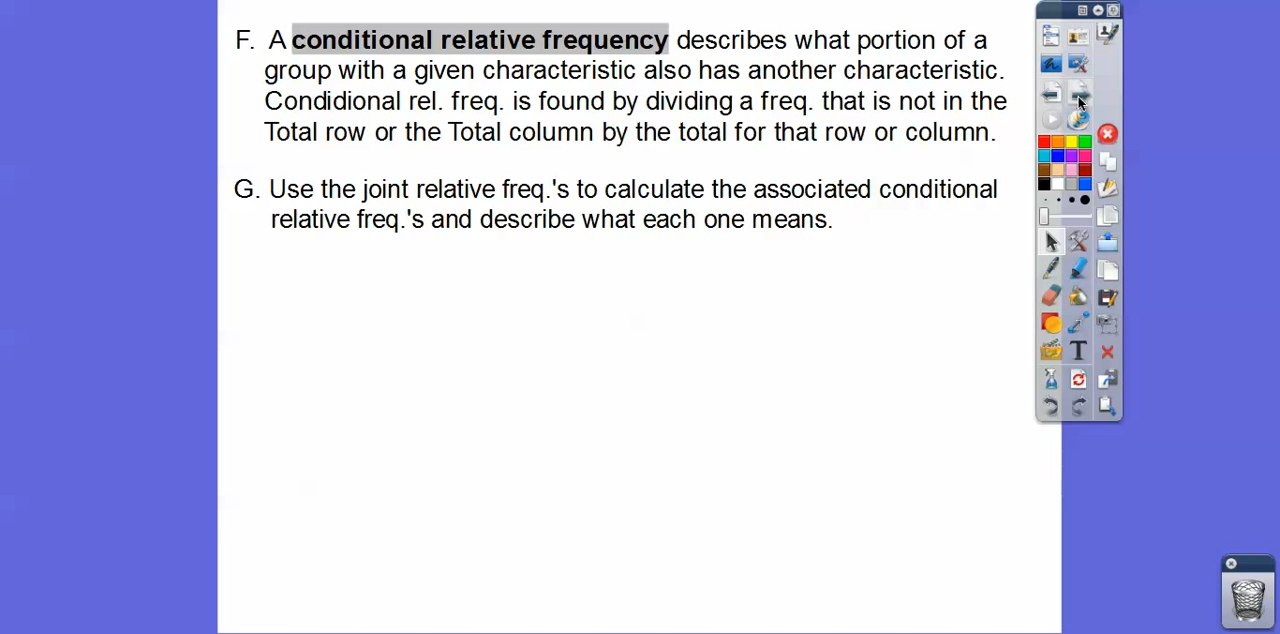 F. A conditional relative frequency describes what portion of a
group with a given characteristic also has another characteristic.
Condidional rel. freq. is found by dividing a freq. that is not in the
Total row or the Total column by the total for that row or column.
G. Use the joint relative freq.'s to calculate the associated conditional
relative freq.'s and describe what each one means.
T